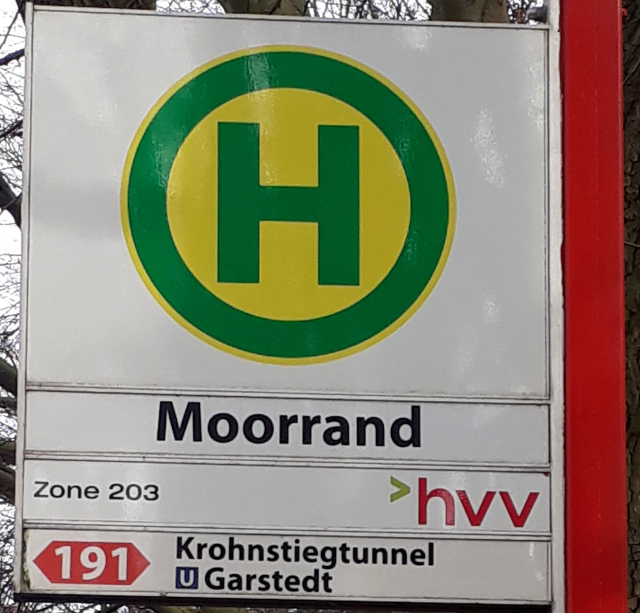 H
Moorrand
Zone 203
>hvv
191
Krohnstiegtunnel
U Garstedt